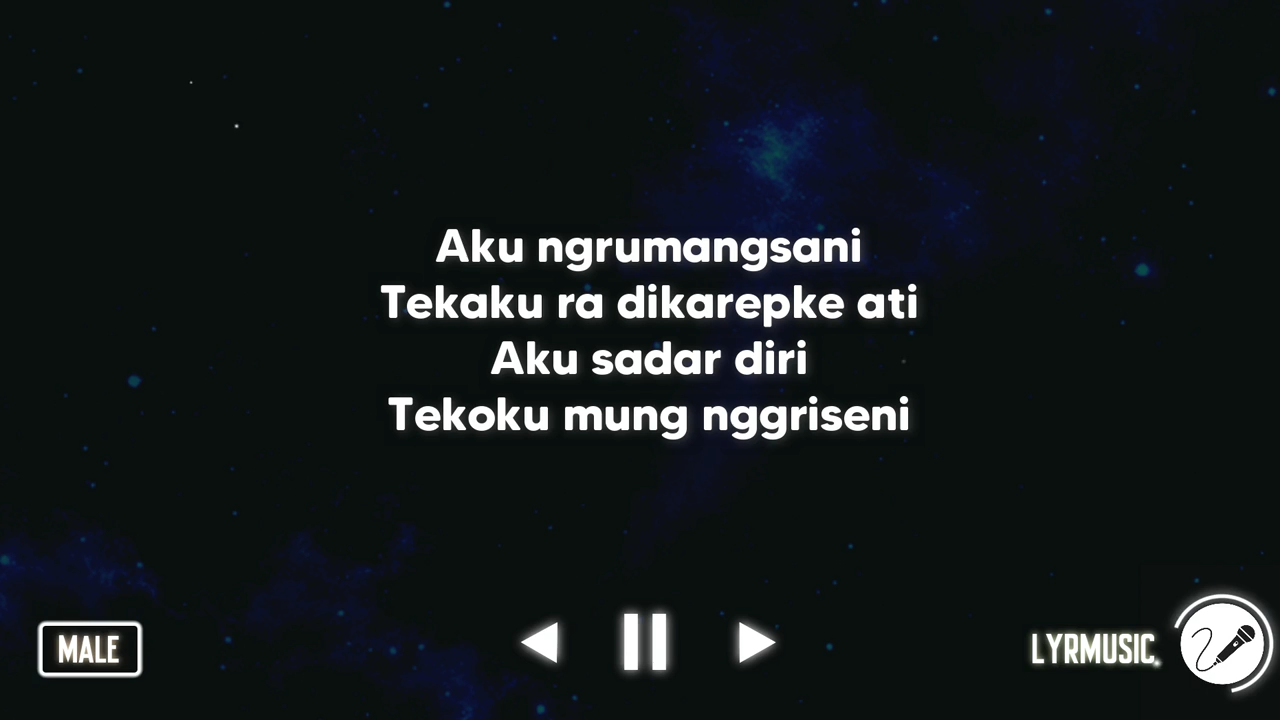 Aku ngrumangsani
Tekaku ra dikarepke ati
Aku sadar diri
Tekoku mung nggriseni
MALE
LYRMUSIC